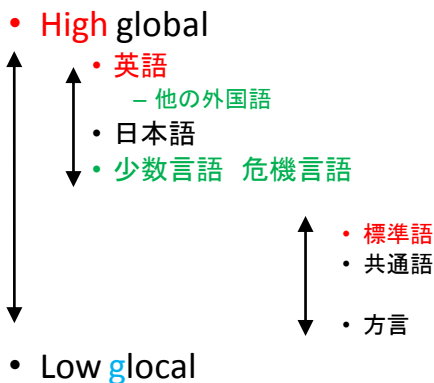 • High global
• 英語
– 他の外国語
• 日本語
• 少数言語 危機言語
• 標準語
• 共通語
• 方言
• Low glocal